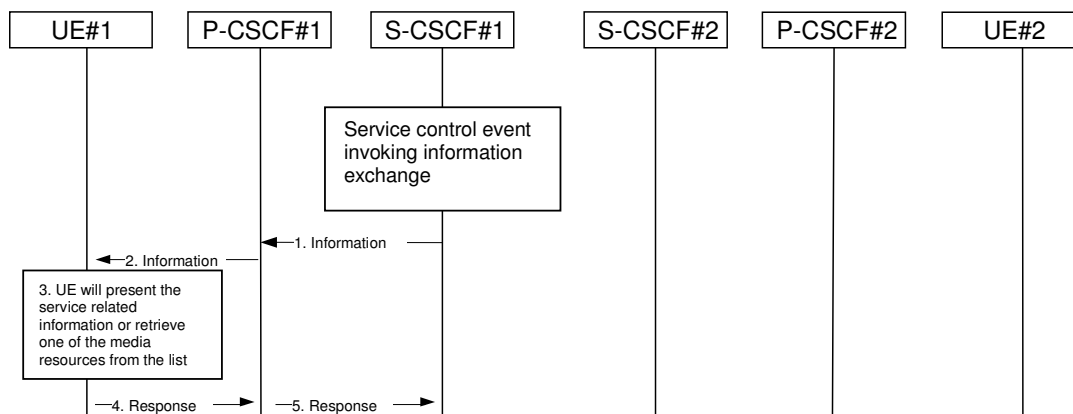 UE#1
P-CSCF#1
S-CSCF#1
S-CSCF#2
P-CSCF#2
UE#2
Service control event
invoking information
exchange
1. Information
2. Information
3. UE will present the
service related
information or retrieve
one of the media
resources from the list
4. Response
5. Response